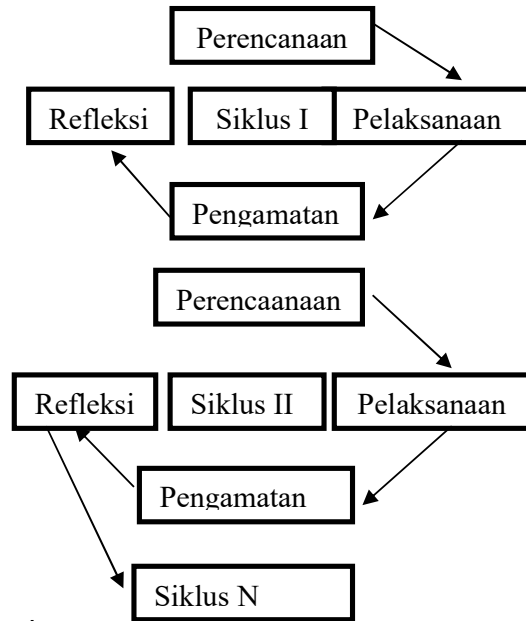 Perencanaan
Refleksi
Siklus I
Pelaksanaan
Pengamatan
Perencaanaan
Refleksi
Siklus II
Pelaksanaan
Pengamatan
Siklus N